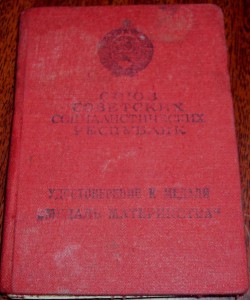 СОЮЗ
СОВЕТСКИХ
СОЦИАЛИСТИЧЕСКИХ
РЕСПУБЛИК
УДОСТОВЕРЕНИЕ К МЕДАЛИ
„МЕДАЛЬ МАТЕРИНСТВА“